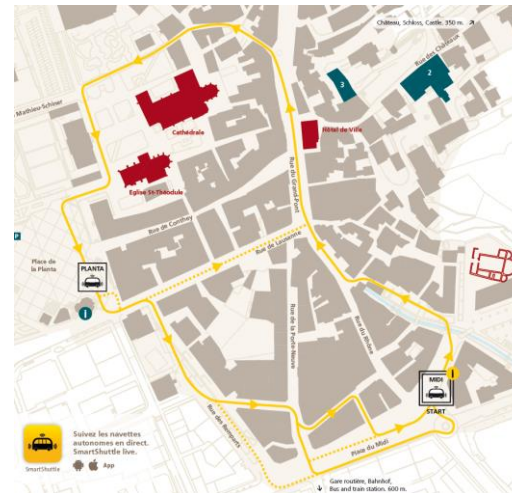 Château, Schloss, Castle. 350 m. ↗
Rue des Châteaux
2
3
Mathieu-Schiner
Cathédrale
Hôtel de Ville
Eglise St-Théodule
Rue du Grand-Pont
Rue de Conthey
P
Rue de Lausanne
Place de
la Planta
PLANTA
I
Rue de la Porte-Neuve
Rue du Rhône
I
MIDI
START
Rue des Remparts
Place du Midi
Suivez les navettes
autonomes en direct.
SmartShuttle live.
SmartShuttle
App
↓ Gare routière, Bahnhof,
Bus and train station. 600 m.